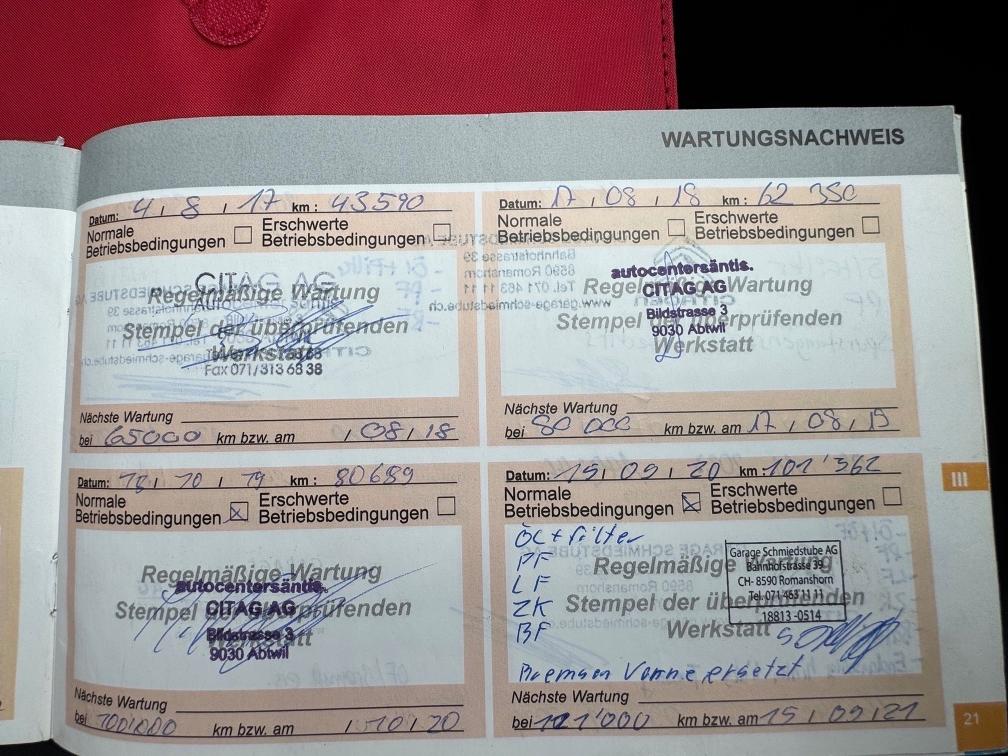 WARTUNGSNACHWEIS
Datum: 4 / 8 / 17 km : 43590
Normale Betriebsbedingungen
Erschwerte Betriebsbedingungen
CITAG AG
Regelmäßige Wartung
Stempel der überprüfenden
Werkstatt
Fax 071/313 68 38
Nächste Wartung
bei 65000 km bzw. am / 08 / 18
Datum: 17 / 08 / 18 km : 62 350
Normale Betriebsbedingungen
Erschwerte Betriebsbedingungen
autocentersäntis.
CITAG AG
Bildstrasse 3
9030 Abtwil
Regelmäßige Wartung
Stempel der überprüfenden
Werkstatt
Nächste Wartung
bei 80 000 km bzw. am 17 / 08 / 19
Datum: / 10 / 19 km : 80689
Normale Betriebsbedingungen
Erschwerte Betriebsbedingungen
Regelmäßige Wartung
autocentersäntis.
Stempel der überprüfenden
CITAG AG
Werkstatt
Bildstrasse 3
9030 Abtwil
Nächste Wartung
bei 100'000 km bzw. am / 10 / 20
Datum: 15 / 09 / 20 km : 101'362
Normale Betriebsbedingungen
Erschwerte Betriebsbedingungen
Öl + Filter
PF
LF
ZK
BF
Regelmäßige Wartung
Stempel der überprüfenden
Werkstatt
Garage Schmiedstube AG
Bahnhofstrasse 39
CH- 8590 Romanshorn
Tel. 071 463 11 11
18813 -0514
Bremsen Vorne ersetzt
Nächste Wartung
bei 121'000 km bzw. am 15 / 09 / 21
III
21